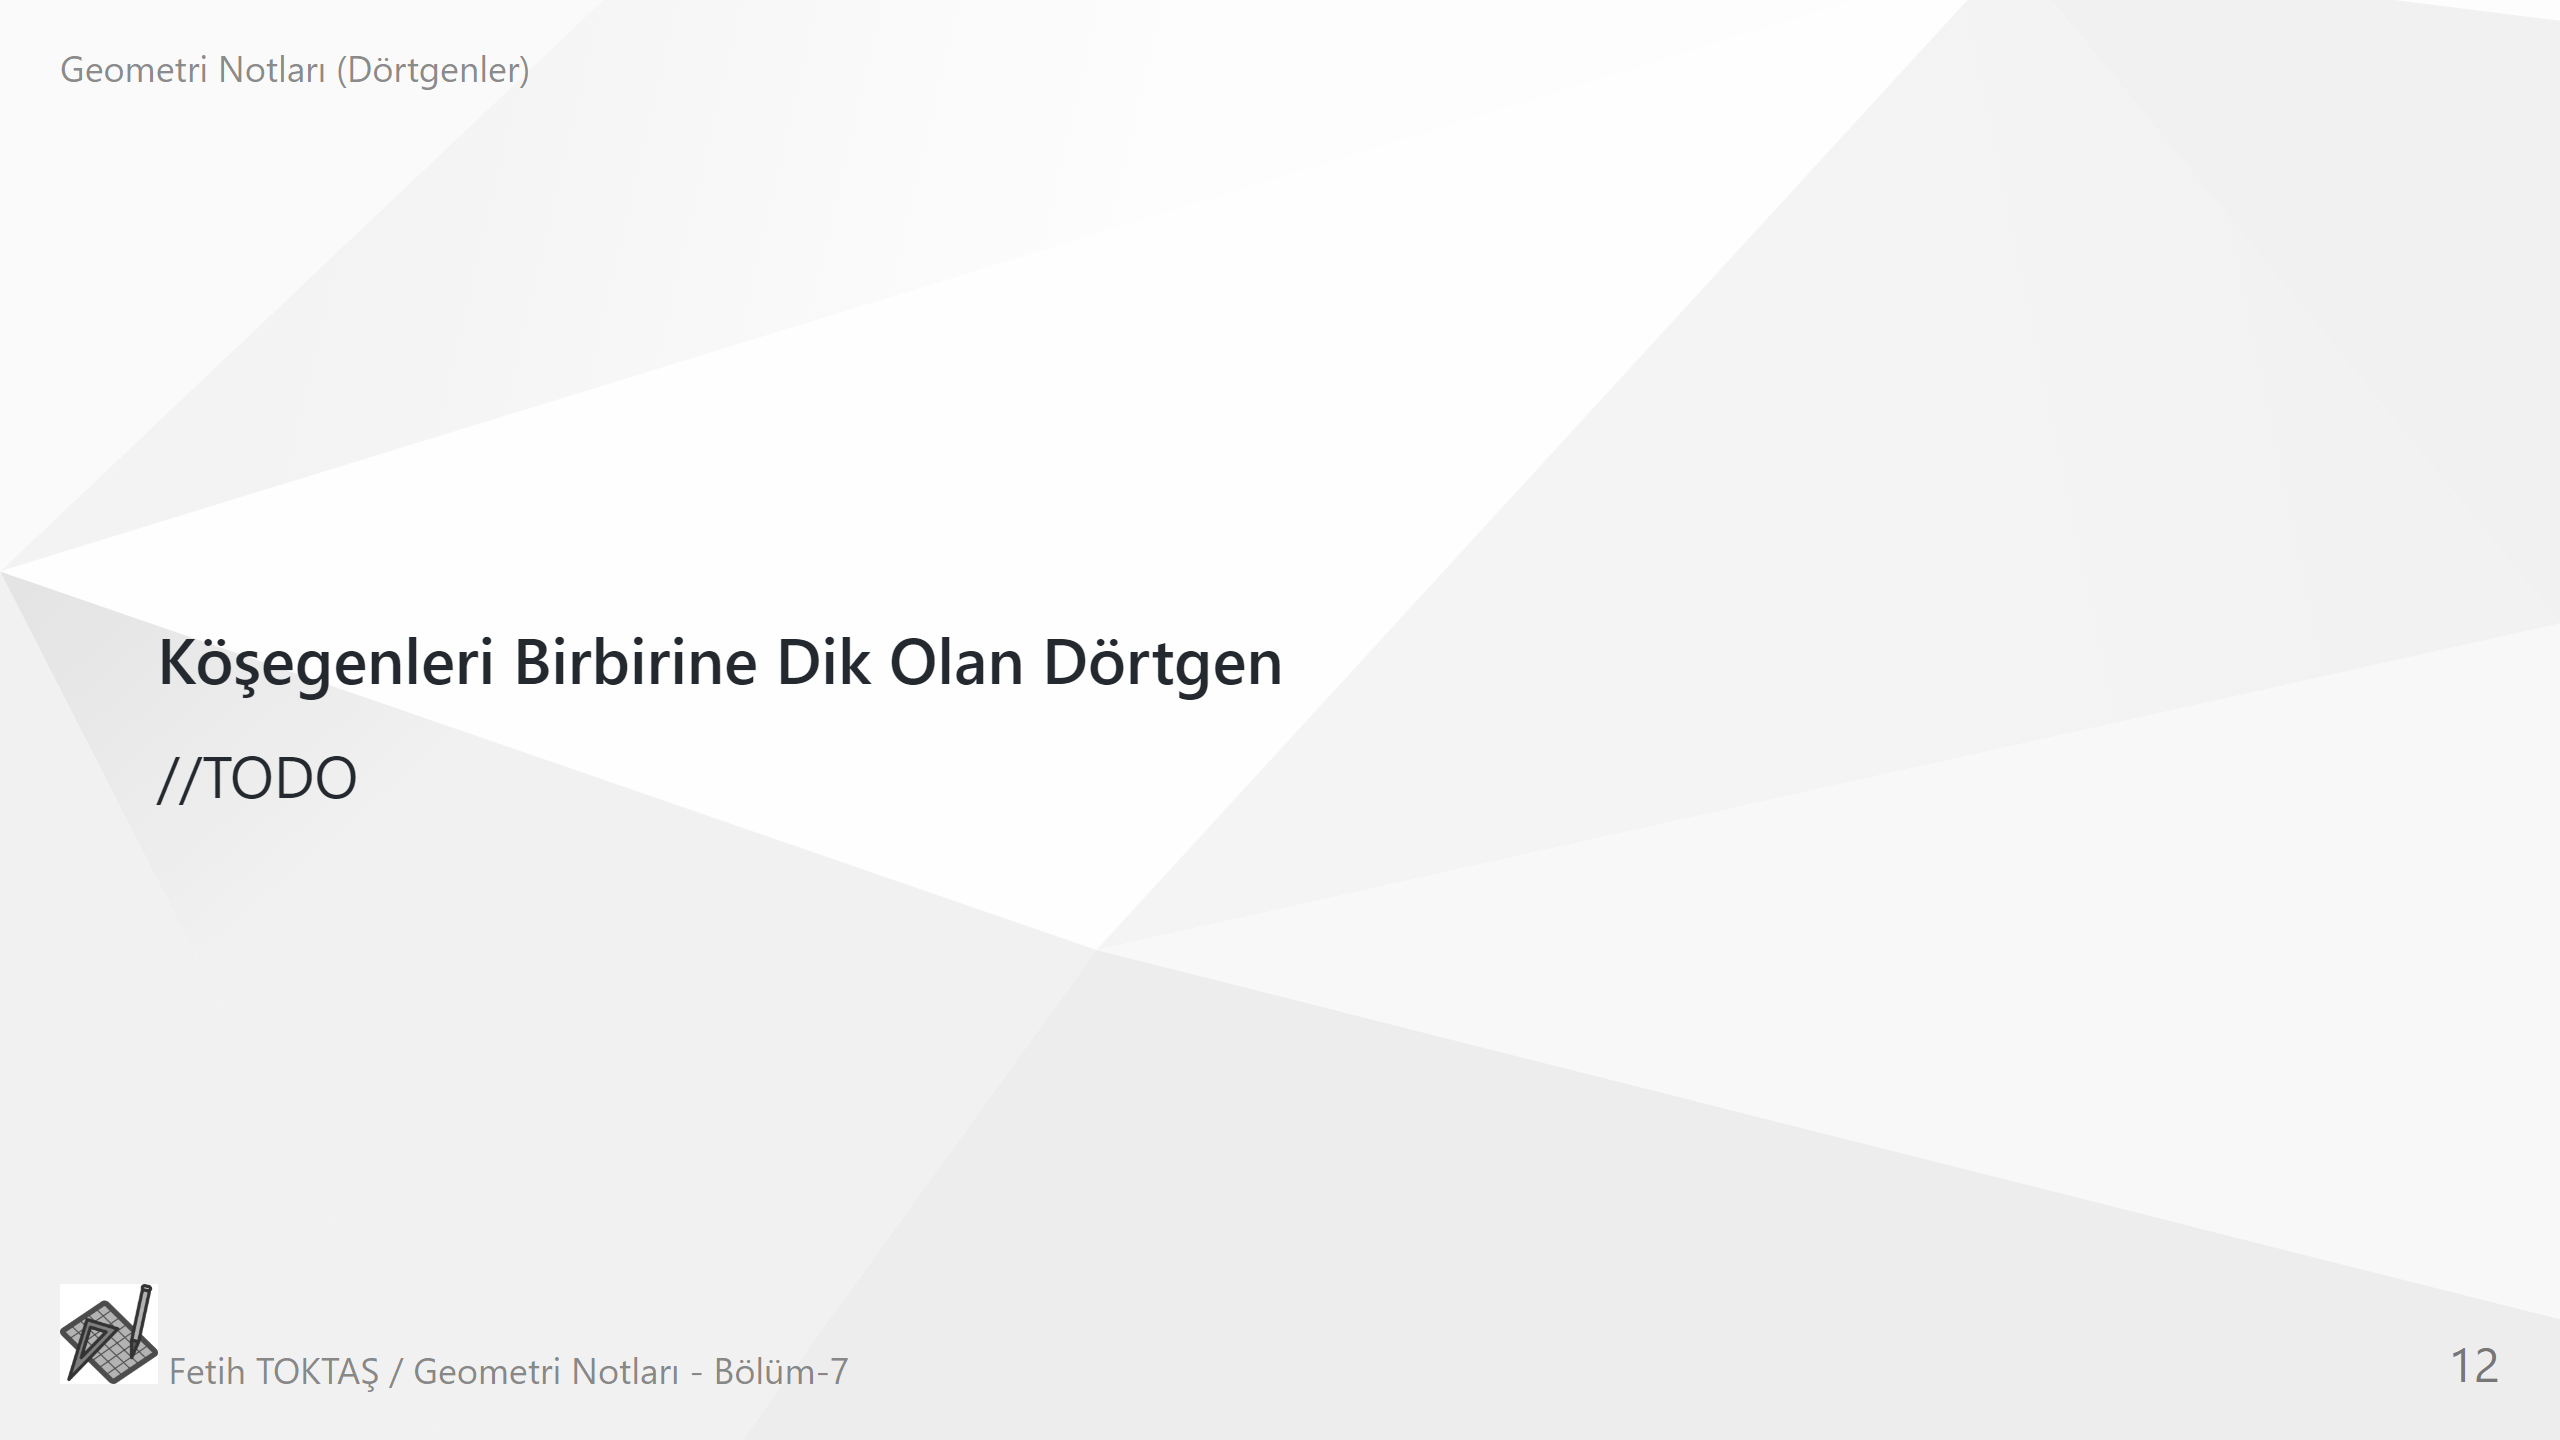 Geometri Notları (Dörtgenler)
Köşegenleri Birbirine Dik Olan Dörtgen
//TODO
Fetih TOKTAŞ / Geometri Notları - Bölüm-7
12